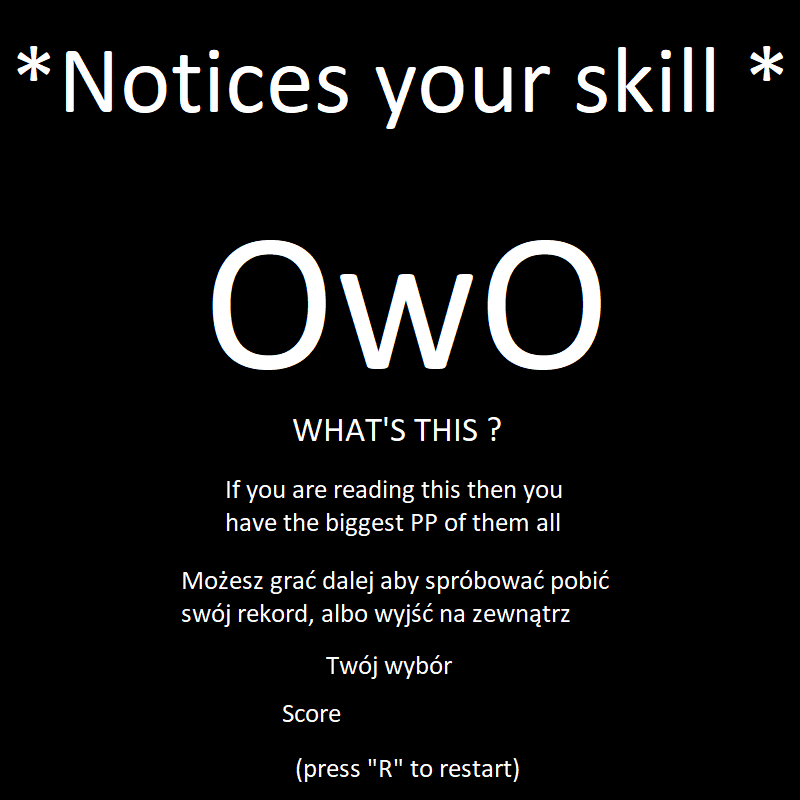 *Notices your skill *
OwO
WHAT'S THIS ?
If you are reading this then you
have the biggest PP of them all
Możesz grać dalej aby spróbować pobić
swój rekord, albo wyjść na zewnątrz
Twój wybór
Score
(press "R" to restart)